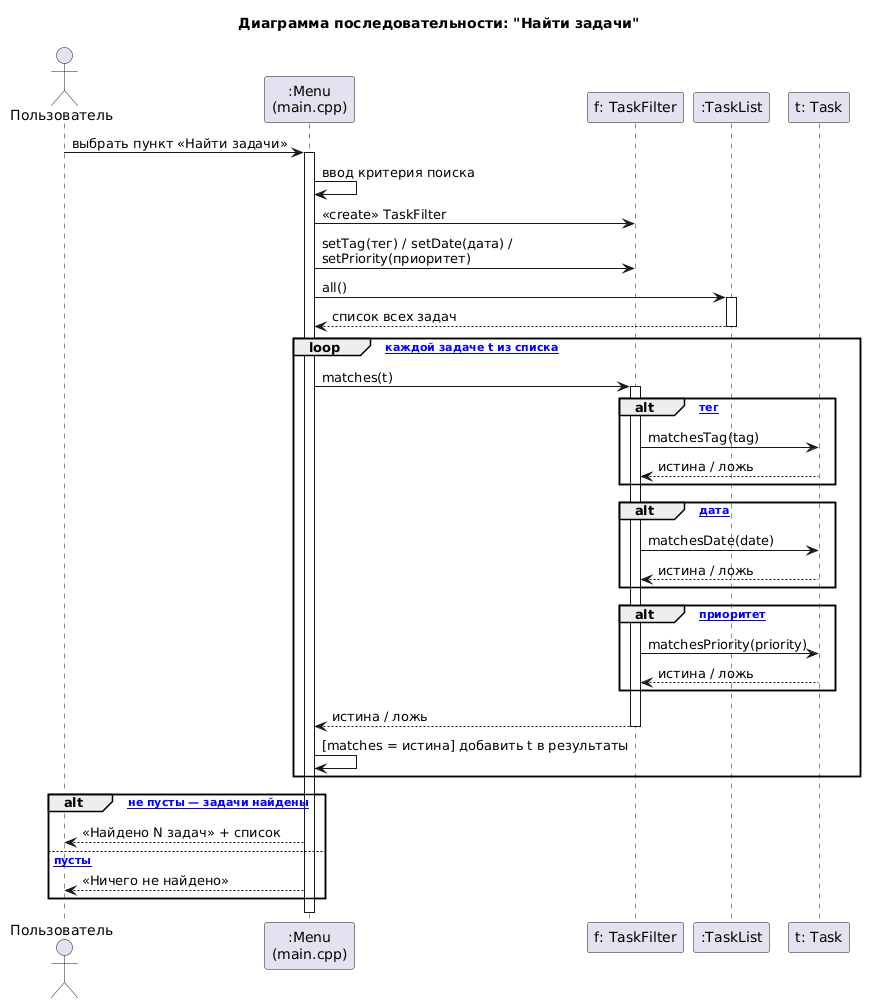 Диаграмма последовательности: "Найти задачи"
Пользователь
:Menu
(main.cpp)
f: TaskFilter
:TaskList
t: Task
выбрать пункт «Найти задачи»
ввод критерия поиска
«create» TaskFilter
setTag(тег) / setDate(дата) /
setPriority(приоритет)
all()
список всех задач
loop
каждой задаче t из списка
matches(t)
alt
тег
matchesTag(tag)
истина / ложь
alt
дата
matchesDate(date)
истина / ложь
alt
приоритет
matchesPriority(priority)
истина / ложь
истина / ложь
[matches = истина] добавить t в результаты
alt
не пусты — задачи найдены
«Найдено N задач» + список
пусты
«Ничего не найдено»
Пользователь
:Menu
(main.cpp)
f: TaskFilter
:TaskList
t: Task